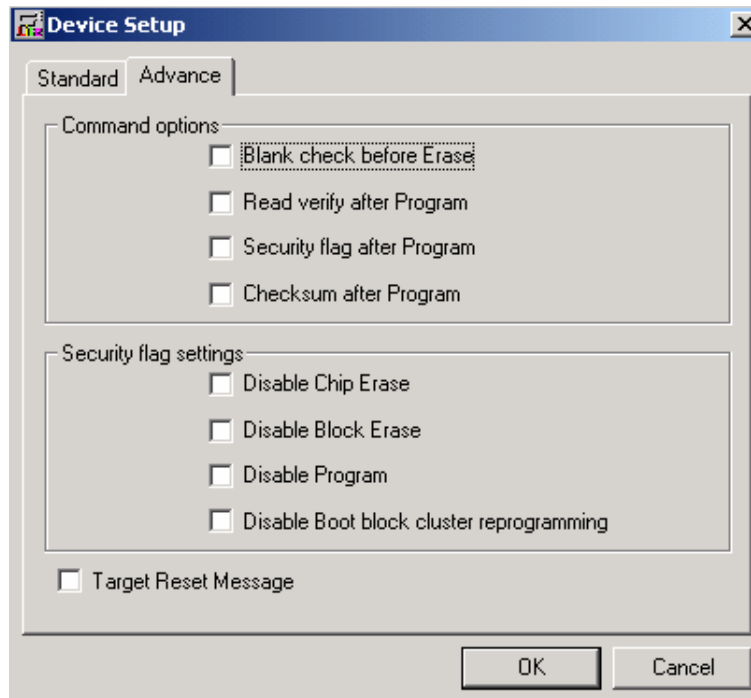 Device Setup
Standard
Advance
Command options
Blank check before Erase
Read verify after Program
Security flag after Program
Checksum after Program
Security flag settings
Disable Chip Erase
Disable Block Erase
Disable Program
Disable Boot block cluster reprogramming
Target Reset Message
OK
Cancel